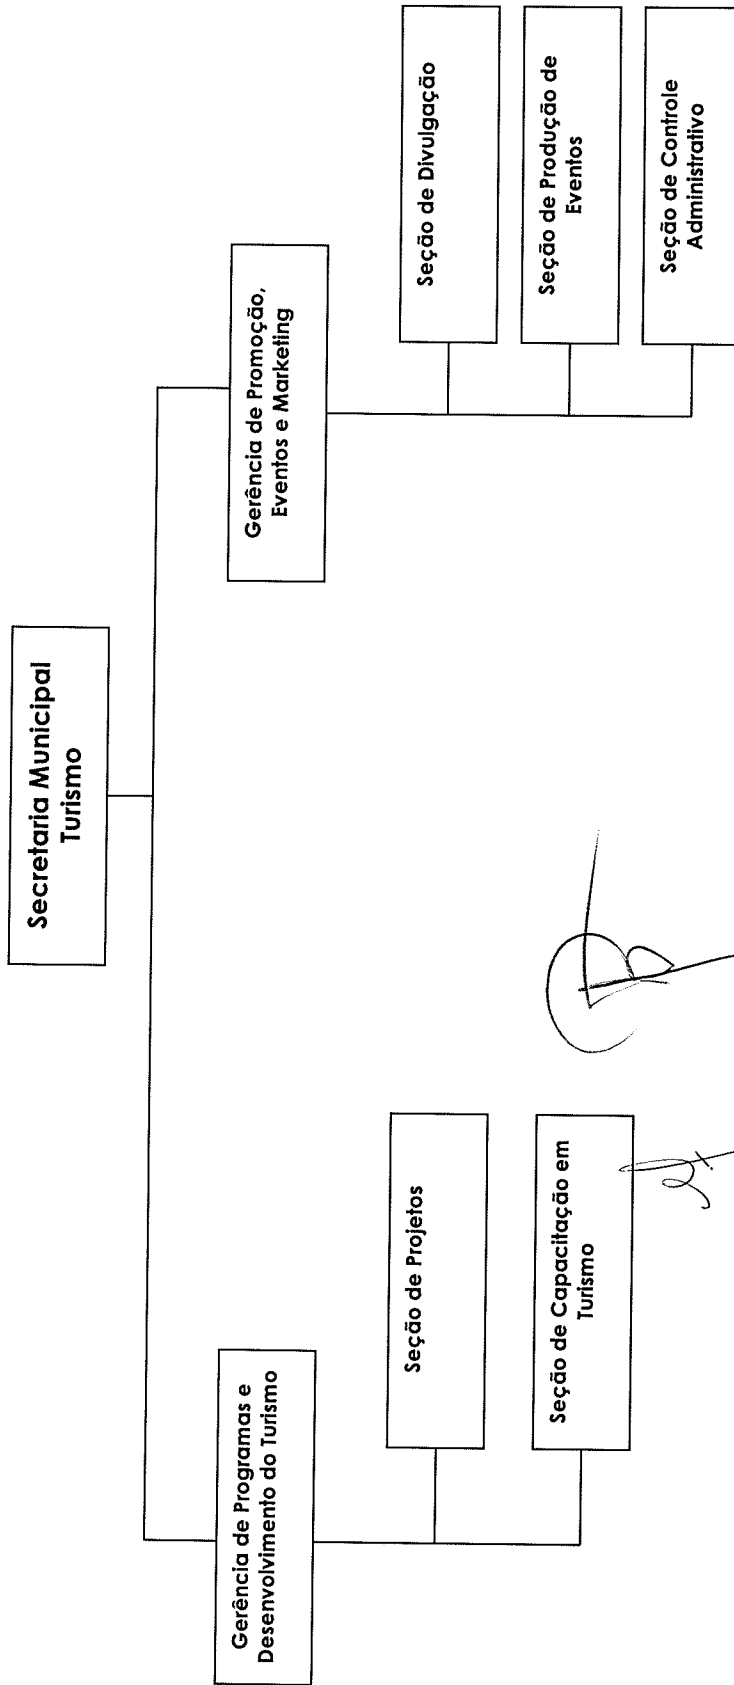 Secretaria Municipal
Turismo
Gerência de Programas e
Desenvolvimento do Turismo
Seção de Projetos
Seção de Capacitação em
Turismo
Gerência de Promoção,
Eventos e Marketing
Seção de Divulgação
Seção de Produção de
Eventos
Seção de Controle
Administrativo